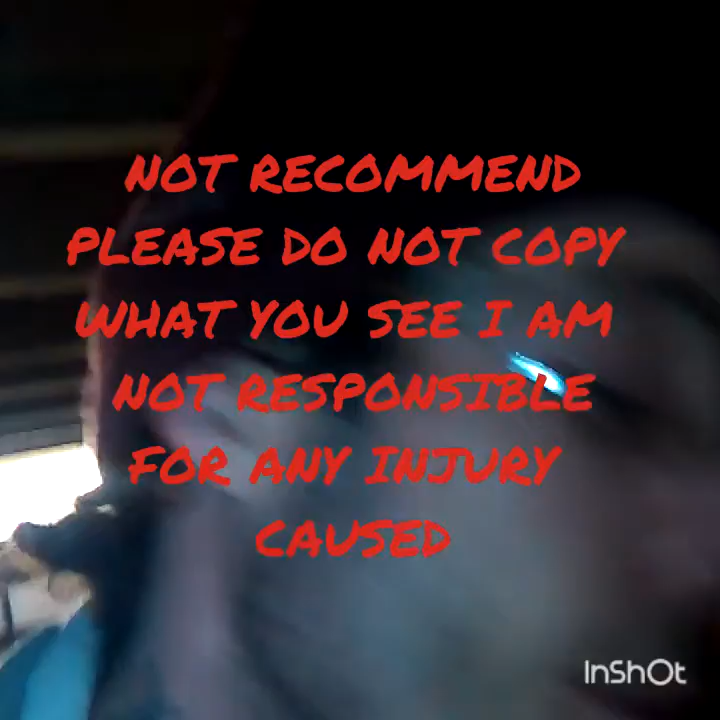 NOT RECOMMEND
PLEASE DO NOT COPY
WHAT YOU SEE I AM
NOT RESPONSIBLE
FOR ANY INJURY
CAUSED
InShOt